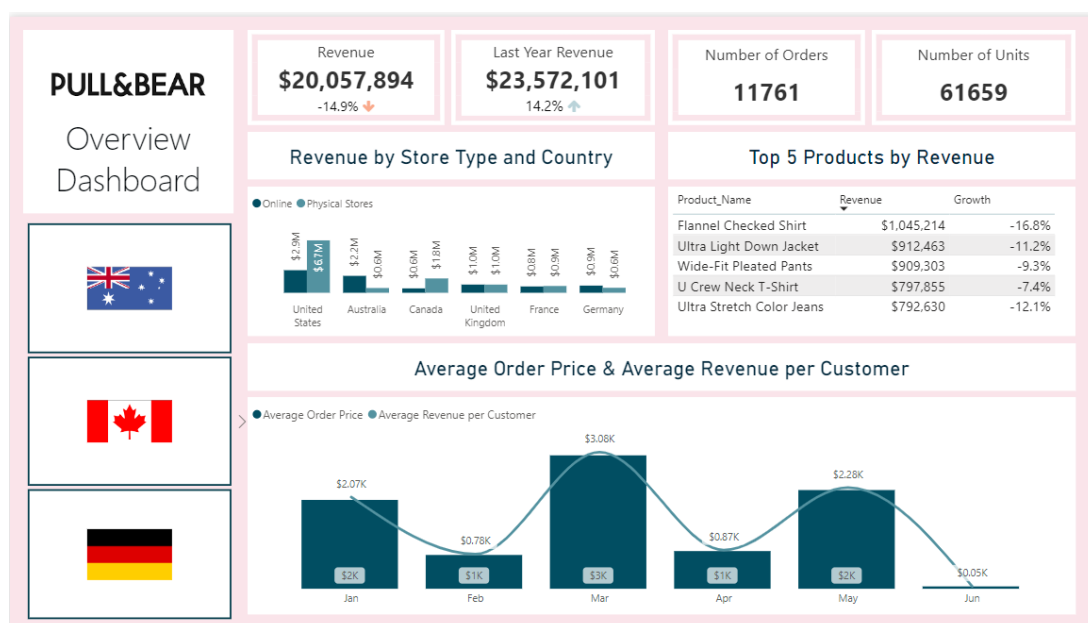 PULL&BEAR
Overview
Dashboard
Revenue
$20,057,894
-14.9%
Last Year Revenue
$23,572,101
14.2%
Number of Orders
11761
Number of Units
61659
Revenue by Store Type and Country
Online Physical Stores
$2.9M
$6.7M
$2.2M
$0.6M
$0.6M
$1.8M
$1.0M
$1.0M
$0.8M
$0.9M
$0.9M
$0.6M
United
States
Australia
Canada
United
Kingdom
France
Germany
Top 5 Products by Revenue
Product_Name Revenue Growth
Flannel Checked Shirt $1,045,214 -16.8%
Ultra Light Down Jacket $912,463 -11.2%
Wide-Fit Pleated Pants $909,303 -9.3%
U Crew Neck T-Shirt $797,855 -7.4%
Ultra Stretch Color Jeans $792,630 -12.1%
Average Order Price & Average Revenue per Customer
Average Order Price Average Revenue per Customer
$2.07K
$0.78K
$3.08K
$0.87K
$2.28K
$0.05K
$2K
$1K
$3K
$1K
$2K
Jan
Feb
Mar
Apr
May
Jun